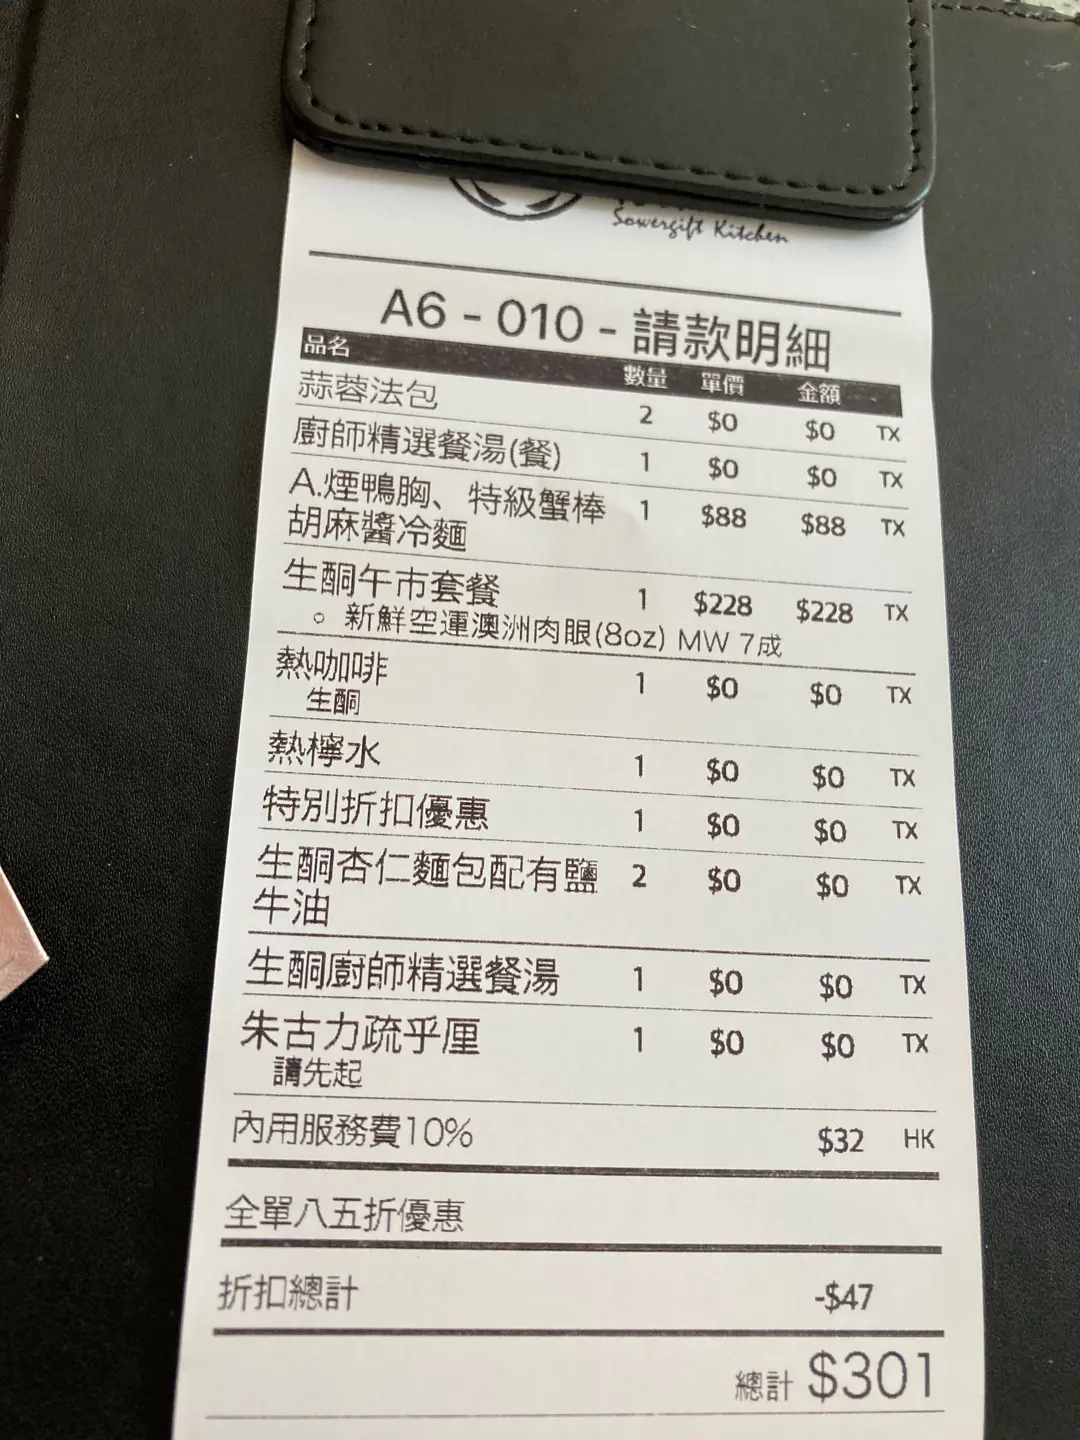 Sowergift Kitchen
A6 - 010 - 請款明細
品名 數量 單價 金額
蒜蓉法包 2 $0 $0 TX
廚師精選餐湯(餐) 1 $0 $0 TX
A.煙鴨胸、特級蟹棒 1 $88 $88 TX
胡麻醬冷麵
生酮午市套餐 1 $228 $228 TX
○ 新鮮空運澳洲肉眼(8oz) MW 7成
熱咖啡 1 $0 $0 TX
生酮
熱檸水 1 $0 $0 TX
特別折扣優惠 1 $0 $0 TX
生酮杏仁麵包配有鹽 2 $0 $0 TX
牛油
生酮廚師精選餐湯 1 $0 $0 TX
朱古力疏乎厘 1 $0 $0 TX
請先起
內用服務費10% $32 HK
全單八五折優惠
折扣總計 -$47
總計 $301